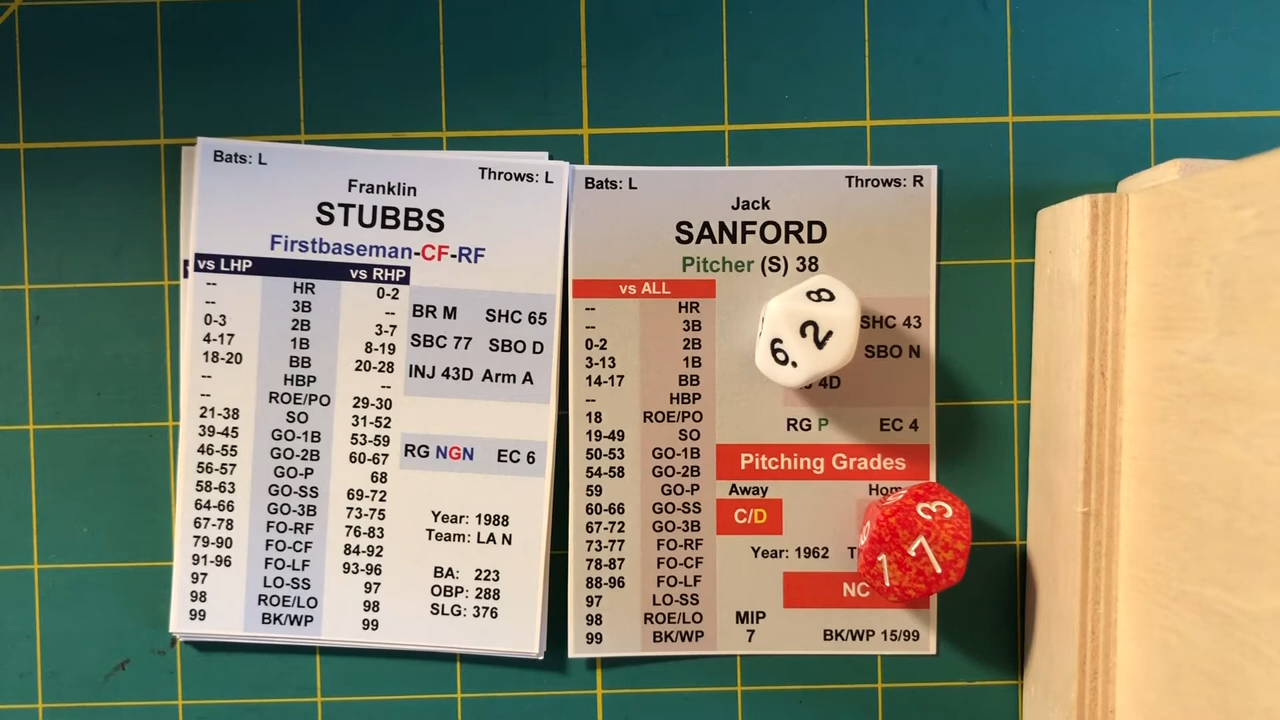 Bats: L
Throws: L
Franklin
STUBBS
Firstbaseman-CF-RF
vs LHP vs RHP
-- HR 0-2
-- 3B --
0-3 2B 3-7
4-17 1B 8-19
18-20 BB 20-28
-- HBP --
-- ROE/PO 29-30
21-38 SO 31-52
39-45 GO-1B 53-59
46-55 GO-2B 60-67
56-57 GO-P 68
58-63 GO-SS 69-72
64-66 GO-3B 73-75
67-78 FO-RF 76-83
79-90 FO-CF 84-92
91-96 FO-LF 93-96
97 LO-SS 97
98 ROE/LO 98
99 BK/WP 99
BR M SHC 65
SBC 77 SBO D
INJ 43D Arm A
RG NGN EC 6
Year: 1988
Team: LA N
BA: 223
OBP: 288
SLG: 376
Bats: L Throws: R
Jack
SANFORD
Pitcher (S) 38
vs ALL
-- HR
-- 3B
0-2 2B
3-13 1B
14-17 BB
-- HBP
18 ROE/PO
19-49 SO
50-53 GO-1B
54-58 GO-2B
59 GO-P
60-66 GO-SS
67-72 GO-3B
73-77 FO-RF
78-87 FO-CF
88-96 FO-LF
97 LO-SS
98 ROE/LO
99 BK/WP
SHC 43
SBO N
4D
RG P EC 4
Pitching Grades
Away
C/D
Year: 1962
NC
MIP
7
BK/WP 15/99
8
2
6.
3
7
1